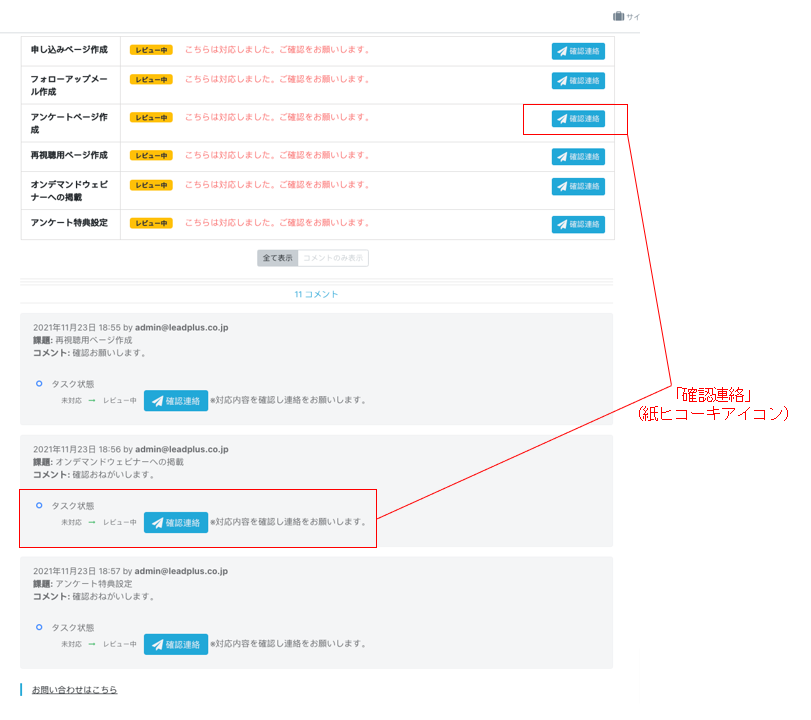 サイ
申し込みページ作成 レビュー中 こちらは対応しました。ご確認をお願いします。 確認連絡
フォローアップメー
ル作成 レビュー中 こちらは対応しました。ご確認をお願いします。 確認連絡
アンケートページ作
成 レビュー中 こちらは対応しました。ご確認をお願いします。 確認連絡
再視聴用ページ作成 レビュー中 こちらは対応しました。ご確認をお願いします。 確認連絡
オンデマンドウェビ
ナーへの掲載 レビュー中 こちらは対応しました。ご確認をお願いします。 確認連絡
アンケート特典設定 レビュー中 こちらは対応しました。ご確認をお願いします。 確認連絡
全て表示 コメントのみ表示
11 コメント
2021年11月23日 18:55 by admin@leadplus.co.jp
課題: 再視聴用ページ作成
コメント: 確認お願いします。
タスク状態
未対応 → レビュー中 確認連絡 ※対応内容を確認し連絡をお願いします。
「確認連絡」
（紙ヒコーキアイコン）
2021年11月23日 18:56 by admin@leadplus.co.jp
課題: オンデマンドウェビナーへの掲載
コメント: 確認おねがいします。
タスク状態
未対応 → レビュー中 確認連絡 ※対応内容を確認し連絡をお願いします。
2021年11月23日 18:57 by admin@leadplus.co.jp
課題: アンケート特典設定
コメント: 確認おねがいします。
タスク状態
未対応 → レビュー中 確認連絡 ※対応内容を確認し連絡をお願いします。
お問い合わせはこちら